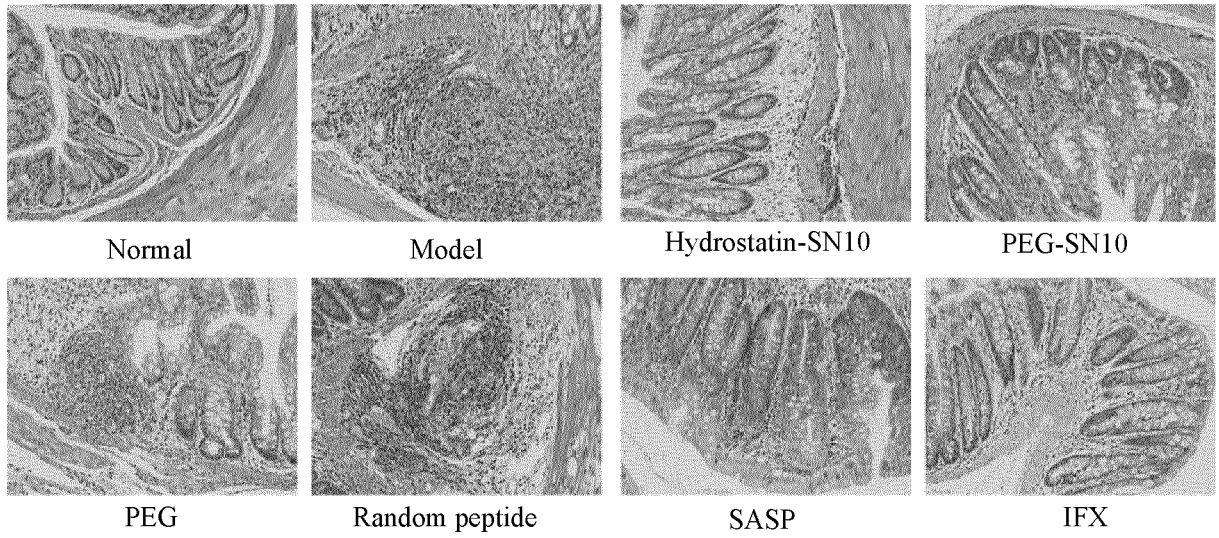 Normal
Model
Hydrostatin-SN10
PEG-SN10
PEG
Random peptide
SASP
IFX